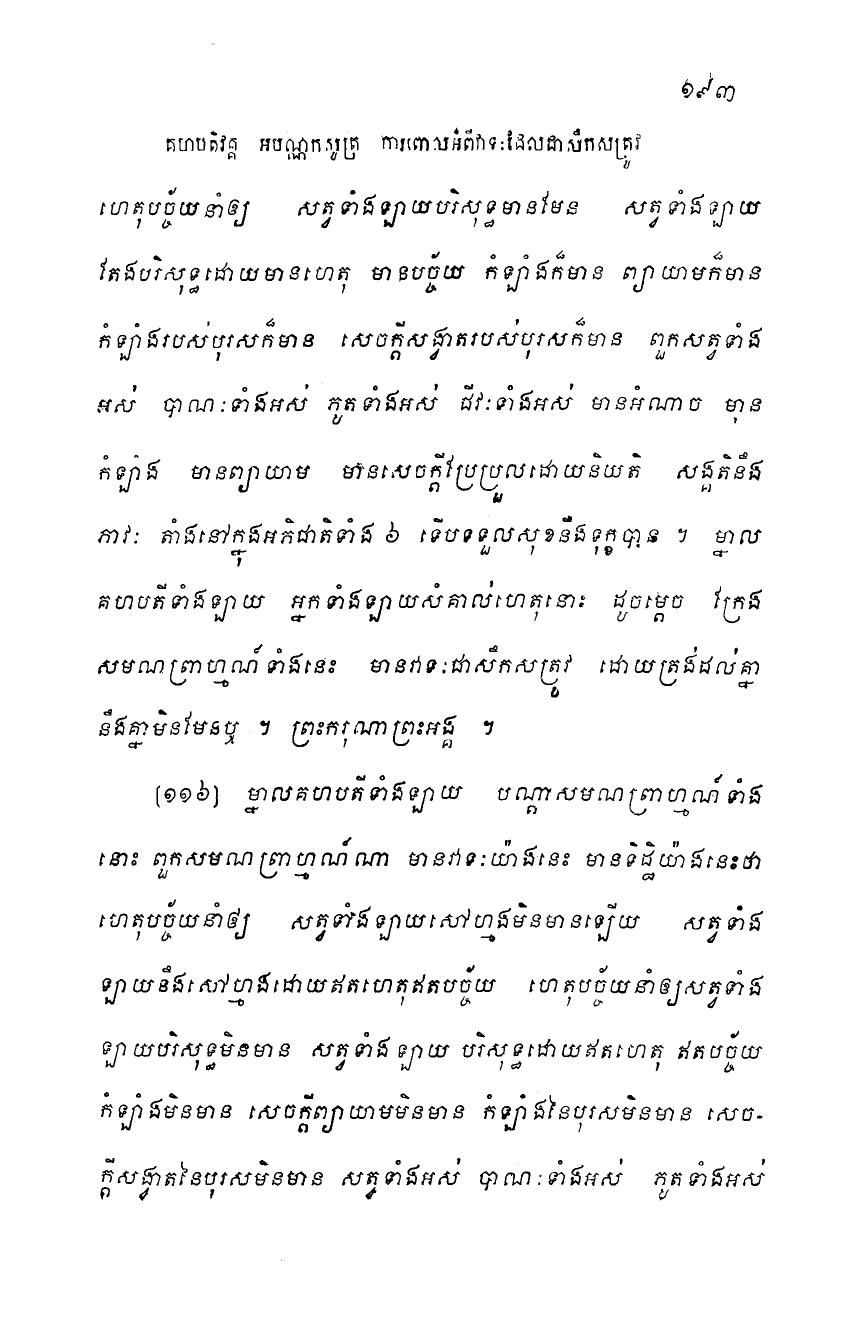 ១៩៣
គហបតិវគ្គ អបណ្ណកសូត្រ ការពោលអំពីវាទៈដែលជាសឹកសត្រូវ
ហេតុបច្ច័យនាំឲ្យ សត្វទាំងឡាយបរិសុទ្ធមានមែន សត្វទាំងឡាយ
តែងបរិសុទ្ធដោយមានហេតុ មានបច្ច័យ កំឡាំងក៏មាន ព្យាយាមក៏មាន
កំឡាំងរបស់បុរសក៏មាន សេចក្តីសង្វាតរបស់បុរសក៏មាន ពួកសត្វទាំង
អស់ បាណៈទាំងអស់ ភូតទាំងអស់ ជីវៈទាំងអស់ មានអំណាច មាន
កំឡាំង មានព្យាយាម មានសេចក្តីប្រែប្រួលដោយនិយតិ សង្គតិនឹង
ភាវៈ តាំងនៅក្នុងអភិជាតិទាំង ៦ ទើបទទួលសុខនឹងទុក្ខបាន ។ ម្នាល
គហបតីទាំងឡាយ អ្នកទាំងឡាយសំគាល់ហេតុនោះ ដូចម្តេច ក្រែង
សមណព្រាហ្មណ៍ទាំងនេះ មានវាទៈជាសឹកសត្រូវ ដោយត្រង់ដល់គ្នា
នឹងគ្នាមិនមែនឬ ។ ព្រះករុណាព្រះអង្គ ។
[១១៦] ម្នាលគហបតីទាំងឡាយ បណ្តាសមណព្រាហ្មណ៍ទាំង
នោះ ពួកសមណព្រាហ្មណ៍ណា មានវាទៈយ៉ាងនេះ មានទិដ្ឋិយ៉ាងនេះថា
ហេតុបច្ច័យនាំឲ្យ សត្វទាំងឡាយសៅហ្មងមិនមានឡើយ សត្វទាំង
ឡាយនឹងសៅហ្មងដោយឥតហេតុឥតបច្ច័យ ហេតុបច្ច័យនាំឲ្យសត្វទាំង
ឡាយបរិសុទ្ធមិនមាន សត្វទាំងឡាយ បរិសុទ្ធដោយឥតហេតុ ឥតបច្ច័យ
កំឡាំងមិនមាន សេចក្តីព្យាយាមមិនមាន កំឡាំងនៃបុរសមិនមាន សេច-
ក្តីសង្វាតនៃបុរសមិនមាន សត្វទាំងអស់ បាណៈទាំងអស់ ភូតទាំងអស់